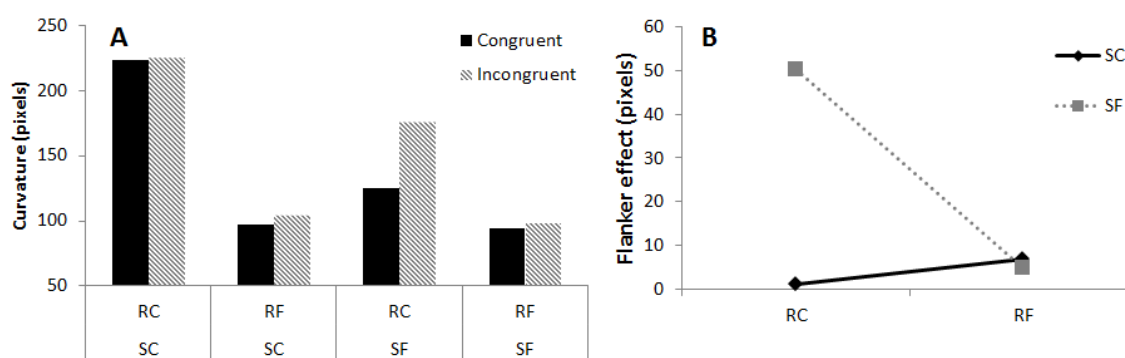 A
Congruent
Incongruent
Curvature (pixels)
250
200
150
100
50
RC RF RC RF
SC SC SF SF
B
SC
SF
Flanker effect (pixels)
60
50
40
30
20
10
0
RC RF